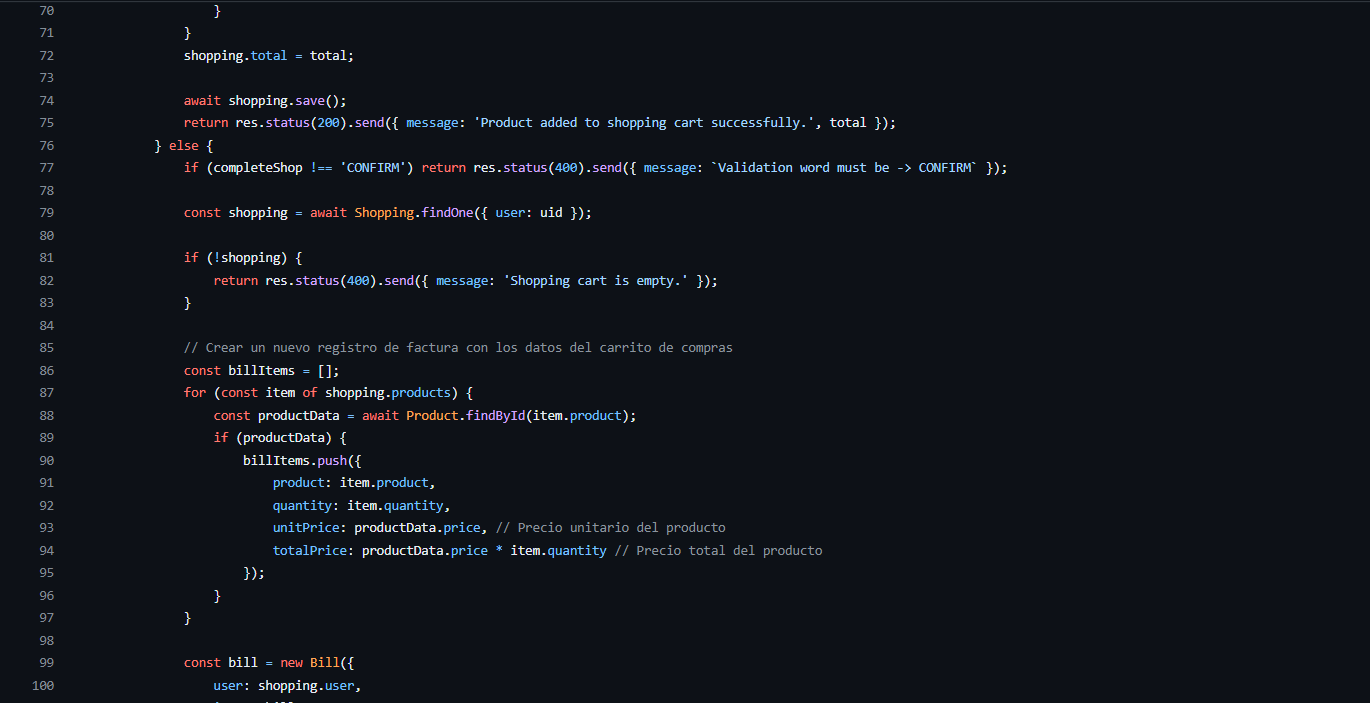 70 }
71 }
72 shopping.total = total;
73
74 await shopping.save();
75 return res.status(200).send({ message: 'Product added to shopping cart successfully.', total });
76 } else {
77 if (completeShop !== 'CONFIRM') return res.status(400).send({ message: `Validation word must be -> CONFIRM` });
78
79 const shopping = await Shopping.findOne({ user: uid });
80
81 if (!shopping) {
82 return res.status(400).send({ message: 'Shopping cart is empty.' });
83 }
84
85 // Crear un nuevo registro de factura con los datos del carrito de compras
86 const billItems = [];
87 for (const item of shopping.products) {
88 const productData = await Product.findById(item.product);
89 if (productData) {
90 billItems.push({
91 product: item.product,
92 quantity: item.quantity,
93 unitPrice: productData.price, // Precio unitario del producto
94 totalPrice: productData.price * item.quantity // Precio total del producto
95 });
96 }
97 }
98
99 const bill = new Bill({
100 user: shopping.user,